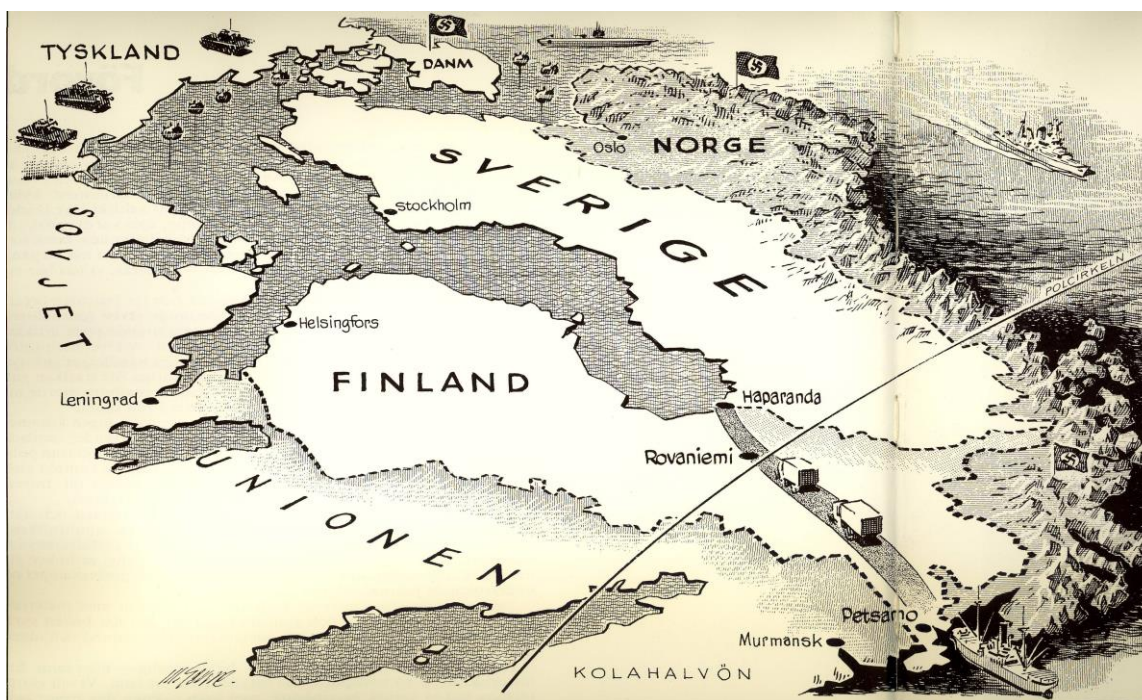 TYSKLAND
DANM
Oslo
NORGE
SVERIGE
Stockholm
SOVJET
UNIONEN
POLCIRKELN
Helsingfors
FINLAND
Leningrad
Haparanda
Rovaniemi
Petsamo
Murmansk
KOLAHALVÖN